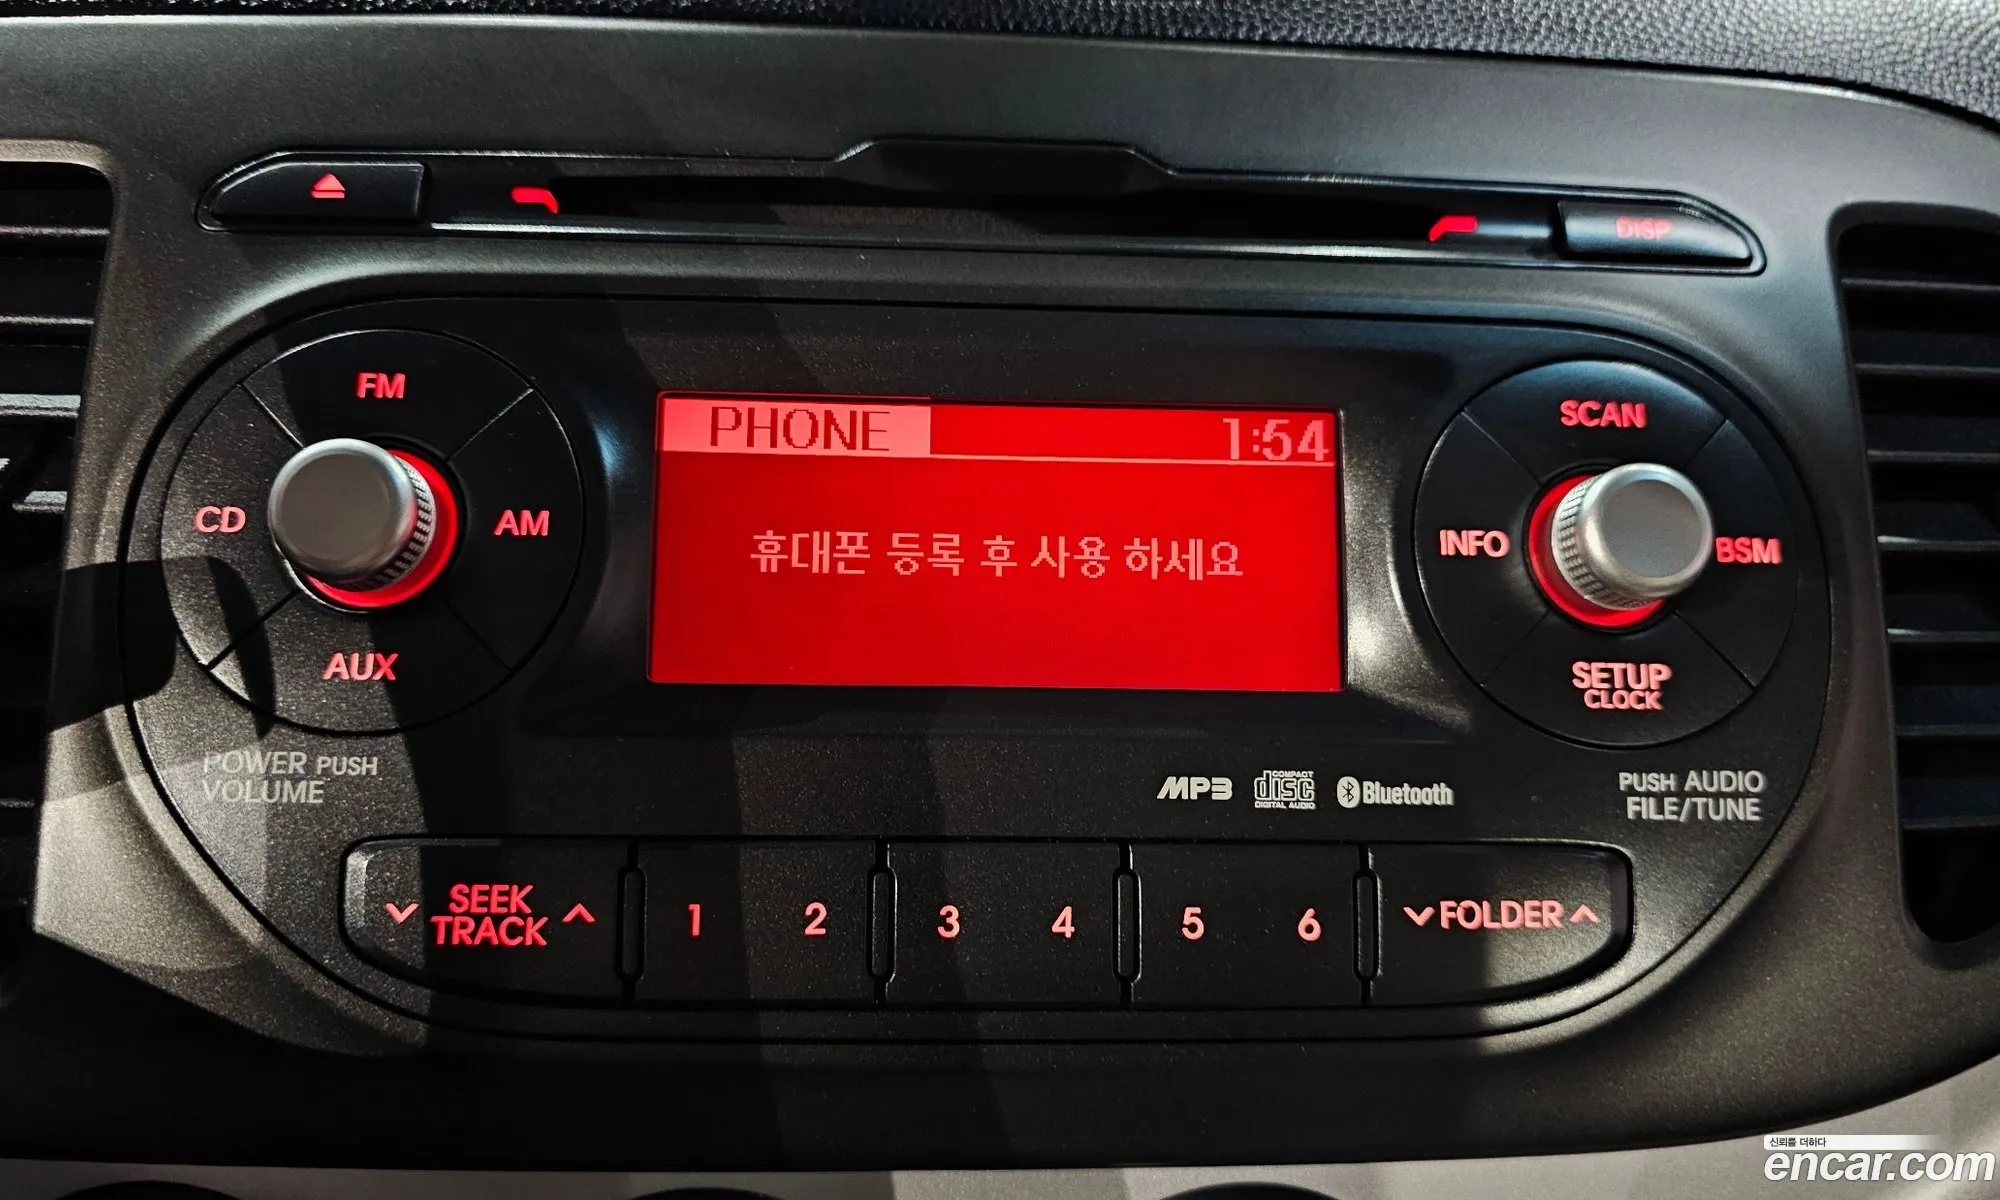 DISP
FM
CD
AM
AUX
POWER PUSH
VOLUME
PHONE 1:54
휴대폰 등록 후 사용 하세요
SCAN
INFO
BSM
SETUP
CLOCK
MP3 COMPACT disc DIGITAL AUDIO Bluetooth
PUSH AUDIO
FILE/TUNE
SEEK
TRACK
1 2 3 4 5 6
FOLDER
신뢰를 더하다
encar.com